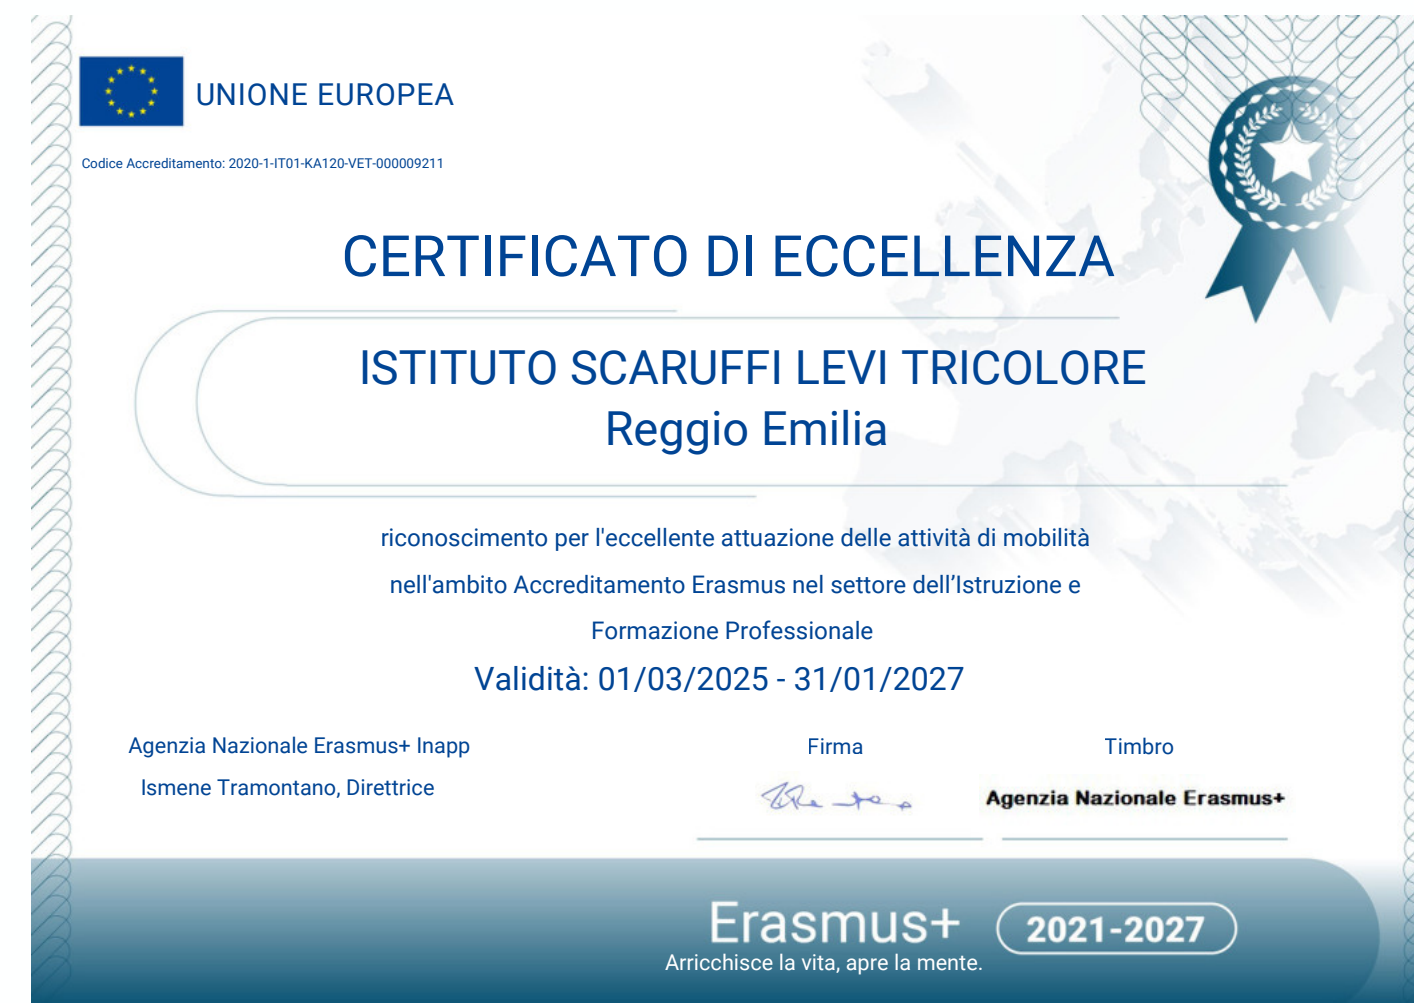 UNIONE EUROPEA
Codice Accreditamento: 2020-1-IT01-KA120-VET-000009211
CERTIFICATO DI ECCELLENZA
ISTITUTO SCARUFFI LEVI TRICOLORE
Reggio Emilia
riconoscimento per l'eccellente attuazione delle attività di mobilità
nell'ambito Accreditamento Erasmus nel settore dell’Istruzione e
Formazione Professionale
Validità: 01/03/2025 - 31/01/2027
Agenzia Nazionale Erasmus+ Inapp
Ismene Tramontano, Direttrice
Firma
Timbro
Agenzia Nazionale Erasmus+
Erasmus+
2021-2027
Arricchisce la vita, apre la mente.